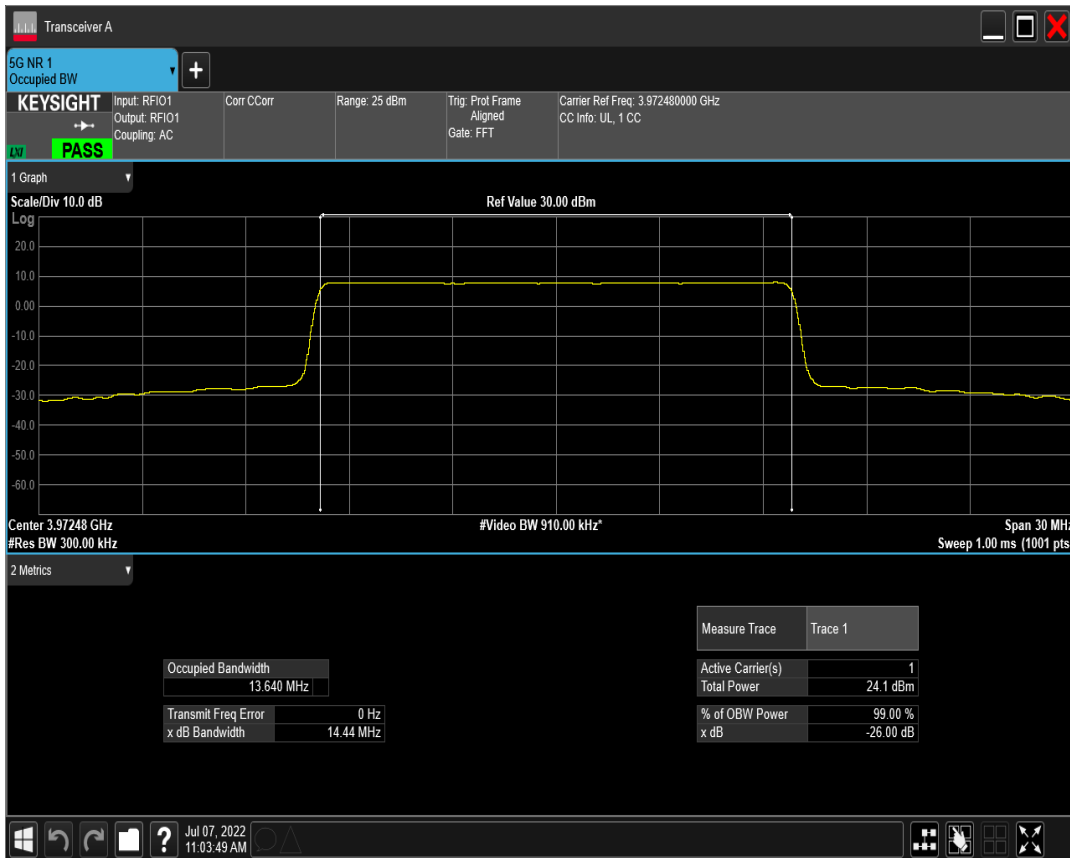 Transceiver A
5G NR 1
Occupied BW
KEYSIGHT
LXI
PASS
Input: RFIO1
Output: RFIO1
Coupling: AC
Corr CCorr
Range: 25 dBm
Trig: Prot Frame
Aligned
Gate: FFT
Carrier Ref Freq: 3.972480000 GHz
CC Info: UL, 1 CC
1 Graph
Scale/Div 10.0 dB
Ref Value 30.00 dBm
Log
20.0
10.0
0.00
-10.0
-20.0
-30.0
-40.0
-50.0
-60.0
Center 3.97248 GHz
#Video BW 910.00 kHz*
Span 30 MHz
#Res BW 300.00 kHz
Sweep 1.00 ms (1001 pts
2 Metrics
Measure Trace Trace 1
Occupied Bandwidth
13.640 MHz
Active Carrier(s) 1
Total Power 24.1 dBm
Transmit Freq Error 0 Hz
x dB Bandwidth 14.44 MHz
% of OBW Power 99.00 %
x dB -26.00 dB
?
Jul 07, 2022
11:03:49 AM